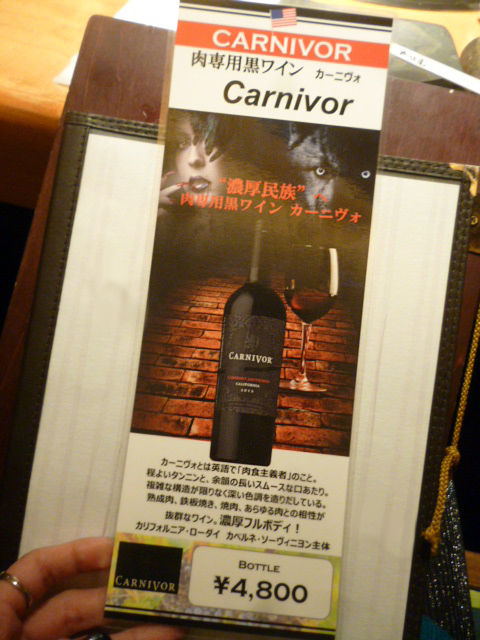 CARNIVOR
肉専用黒ワイン カーニヴォ
Carnivor
"濃厚民族"
肉専用黒ワイン カーニヴォ
CARNIVOR
CABERNET SAUVIGNON
CALIFORNIA
2012
カーニヴォとは英語で「肉食主義者」のこと。
程よいタンニンと、余韻の長いスムースな口あたり。
複雑な構造が限りなく深い色調を造りだしている。
熟成肉、鉄板焼き、焼肉、あらゆる肉との相性が
抜群なワイン。濃厚フルボディ！
カリフォルニア・ローダイ カベルネ・ソーヴィニヨン主体
CARNIVOR
BOTTLE
¥4,800